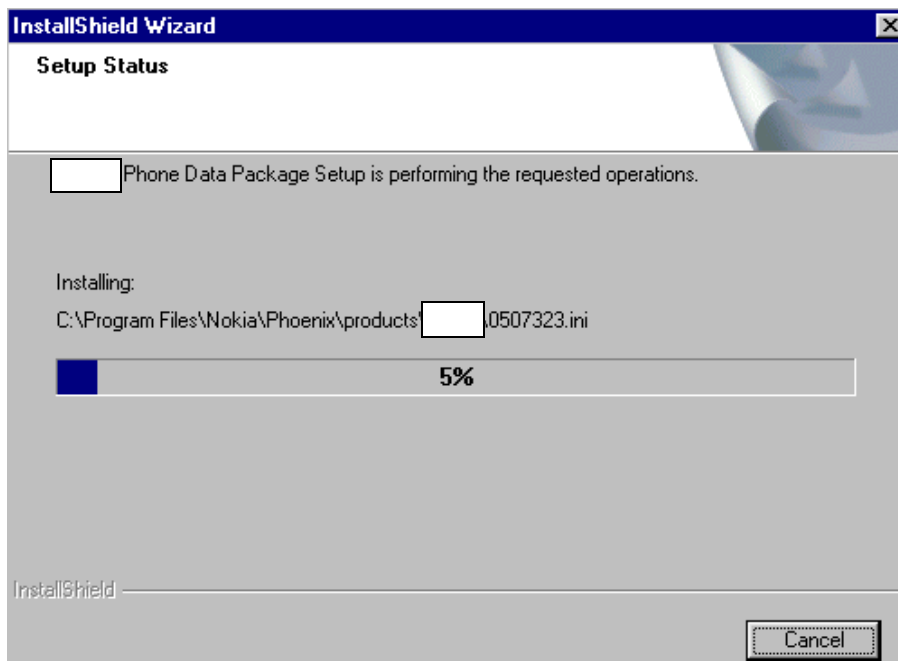 InstallShield Wizard
Setup Status
Phone Data Package Setup is performing the requested operations.
Installing:
C:\Program Files\Nokia\Phoenix\products\ \0507323.ini
5%
InstallShield
Cancel